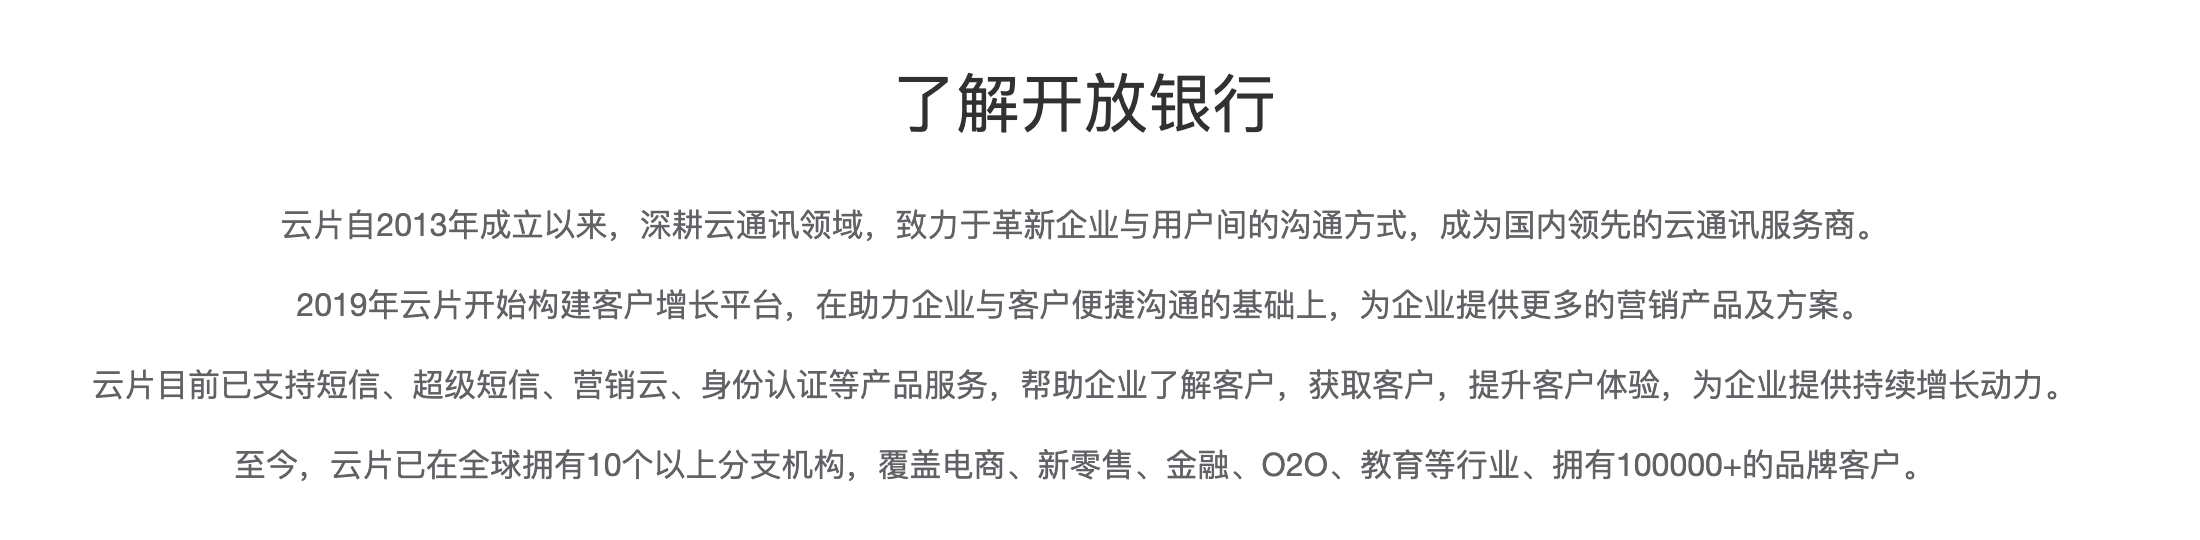 了解开放银行
云片自2013年成立以来，深耕云通讯领域，致力于革新企业与用户间的沟通方式，成为国内领先的云通讯服务商。
2019年云片开始构建客户增长平台，在助力企业与客户便捷沟通的基础上，为企业提供更多的营销产品及方案。
云片目前已支持短信、超级短信、营销云、身份认证等产品服务，帮助企业了解客户，获取客户，提升客户体验，为企业提供持续增长动力。
至今，云片已在全球拥有10个以上分支机构，覆盖电商、新零售、金融、O2O、教育等行业、拥有100000+的品牌客户。